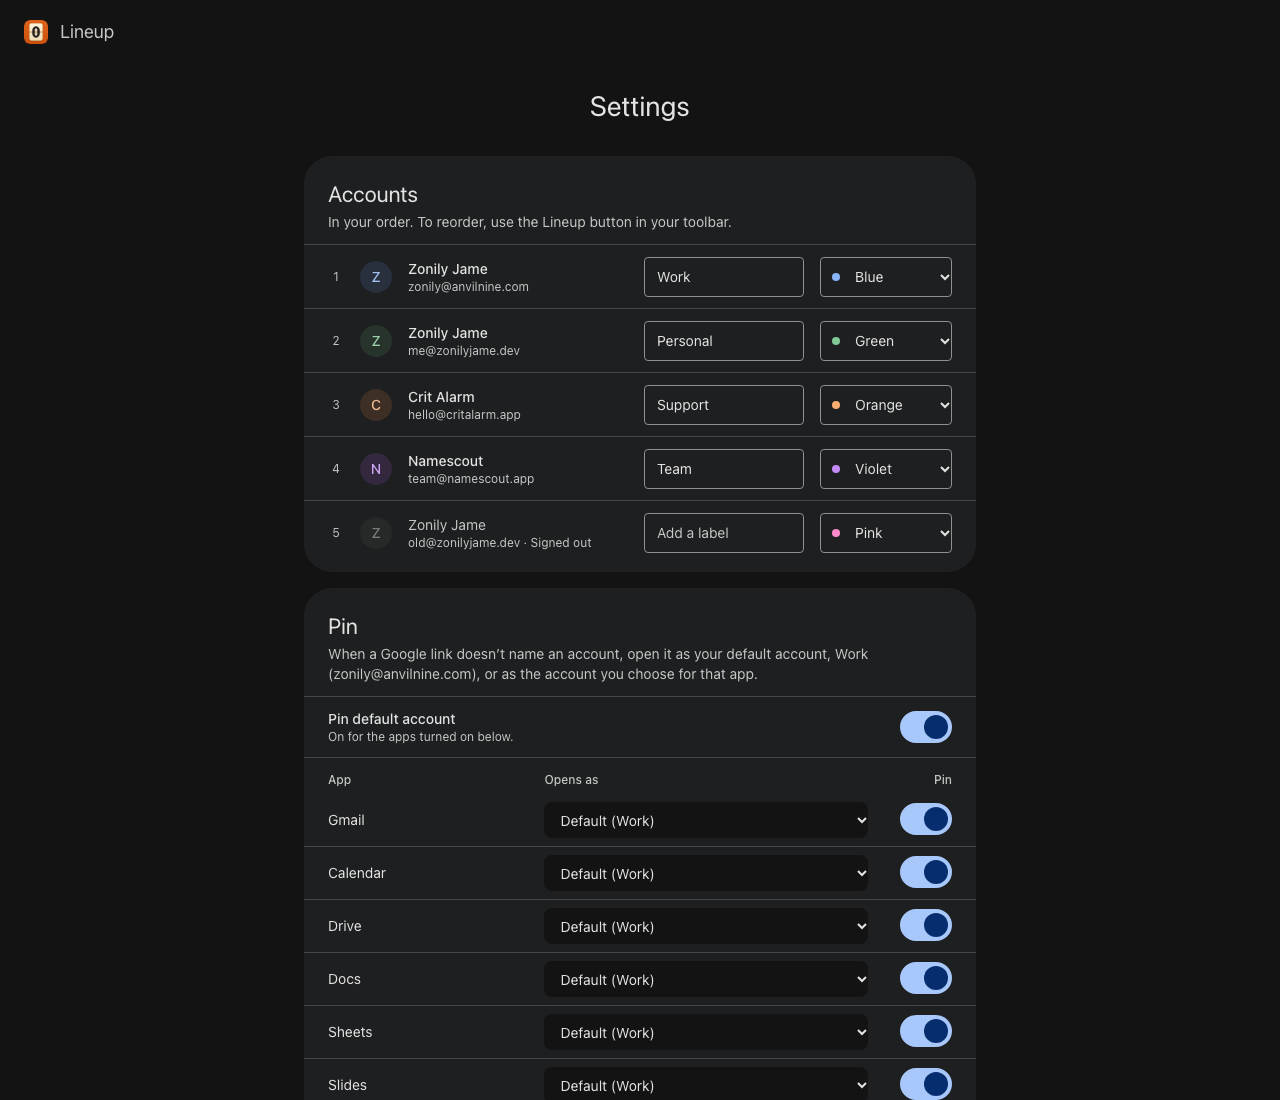 0 Lineup
Settings
Accounts
In your order. To reorder, use the Lineup button in your toolbar.
1 Z Zonily Jame Work Blue
zonily@anvilnine.com
2 Z Zonily Jame Personal Green
me@zonilyjame.dev
3 C Crit Alarm Support Orange
hello@critalarm.app
4 N Namescout Team Violet
team@namescout.app
5 Z Zonily Jame Add a label Pink
old@zonilyjame.dev · Signed out
Pin
When a Google link doesn’t name an account, open it as your default account, Work
(zonily@anvilnine.com), or as the account you choose for that app.
Pin default account
On for the apps turned on below.
App Opens as Pin
Gmail Default (Work)
Calendar Default (Work)
Drive Default (Work)
Docs Default (Work)
Sheets Default (Work)
Slides Default (Work)